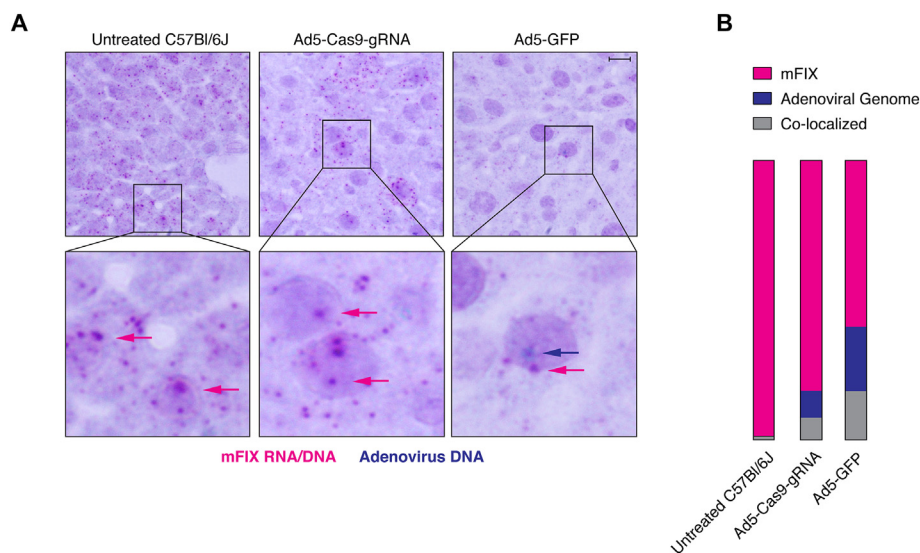 A
Untreated C57Bl/6J
Ad5-Cas9-gRNA
Ad5-GFP
mFIX RNA/DNA
Adenovirus DNA
B
mFIX
Adenoviral Genome
Co-localized
Untreated C57Bl/6J
Ad5-Cas9-gRNA
Ad5-GFP